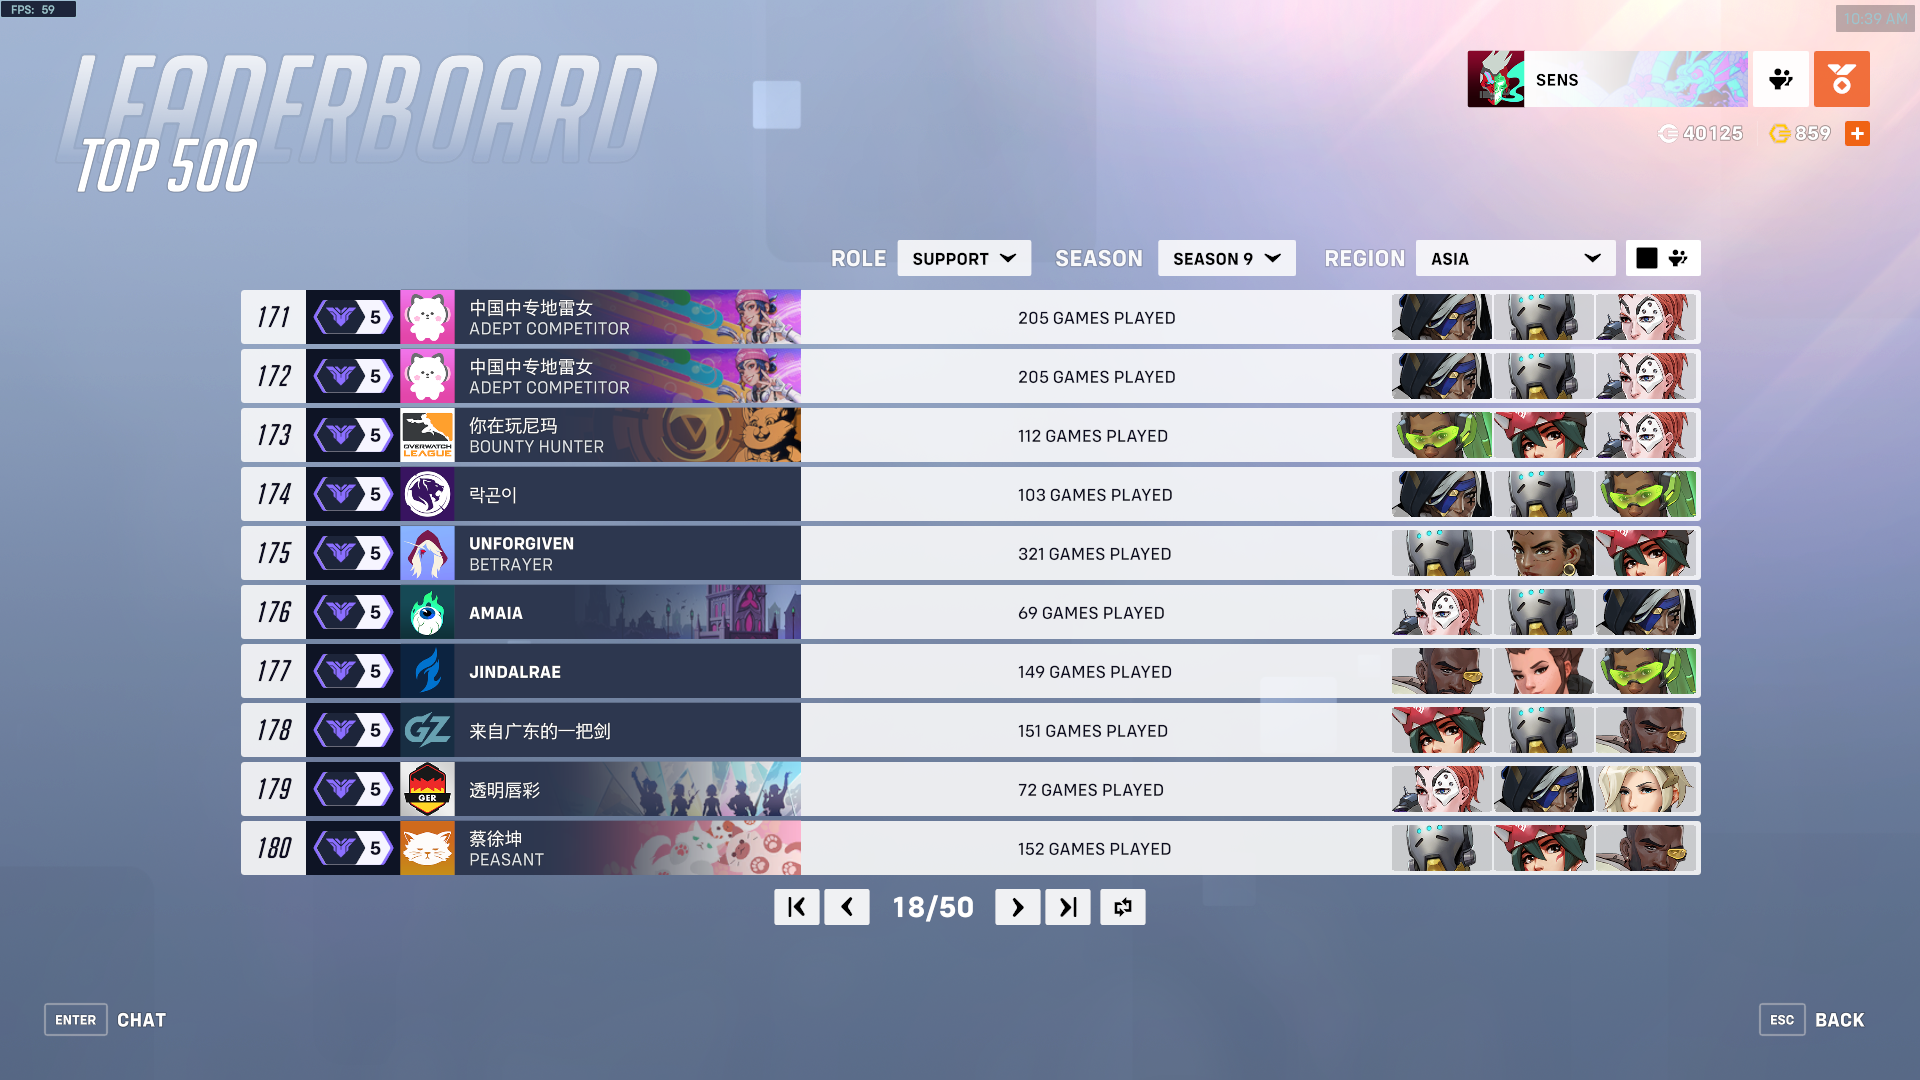 FPS: 59
10:39 AM
LEADERBOARD
TOP 500
SENS
40125
859
ROLE SUPPORT SEASON SEASON 9 REGION ASIA
171 5 中国中专地雷女 205 GAMES PLAYED
ADEPT COMPETITOR
172 5 中国中专地雷女 205 GAMES PLAYED
ADEPT COMPETITOR
173 5 OVERWATCH LEAGUE 你在玩尼玛 112 GAMES PLAYED
BOUNTY HUNTER
174 5 락곤이 103 GAMES PLAYED
175 5 UNFORGIVEN 321 GAMES PLAYED
BETRAYER
176 5 AMAIA 69 GAMES PLAYED
177 5 JINDALRAE 149 GAMES PLAYED
178 5 GZ 来自广东的一把剑 151 GAMES PLAYED
179 5 GER 透明唇彩 72 GAMES PLAYED
180 5 蔡徐坤 152 GAMES PLAYED
PEASANT
18/50
ENTER CHAT
ESC BACK